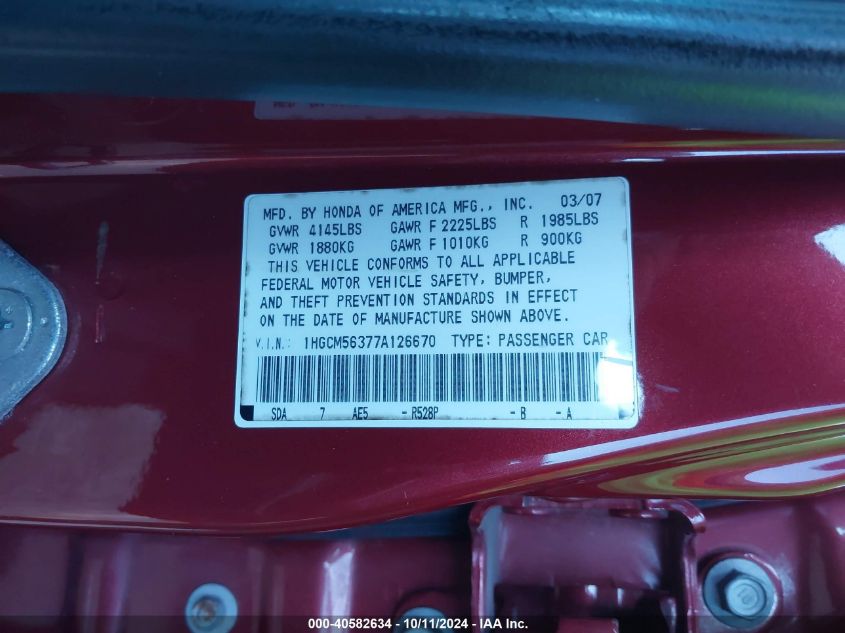 MFD. BY HONDA OF AMERICA MFG., INC. 03/07
GVWR 4145LBS GAWR F 2225LBS R 1985LBS
GVWR 1880KG GAWR F 1010KG R 900KG
THIS VEHICLE CONFORMS TO ALL APPLICABLE
FEDERAL MOTOR VEHICLE SAFETY, BUMPER,
AND THEFT PREVENTION STANDARDS IN EFFECT
ON THE DATE OF MANUFACTURE SHOWN ABOVE.
V.I.N.: 1HGCM56377A126670 TYPE: PASSENGER CAR
SDA 7 AE5 -R528P -B -A
000-40582634 - 10/11/2024 - IAA Inc.